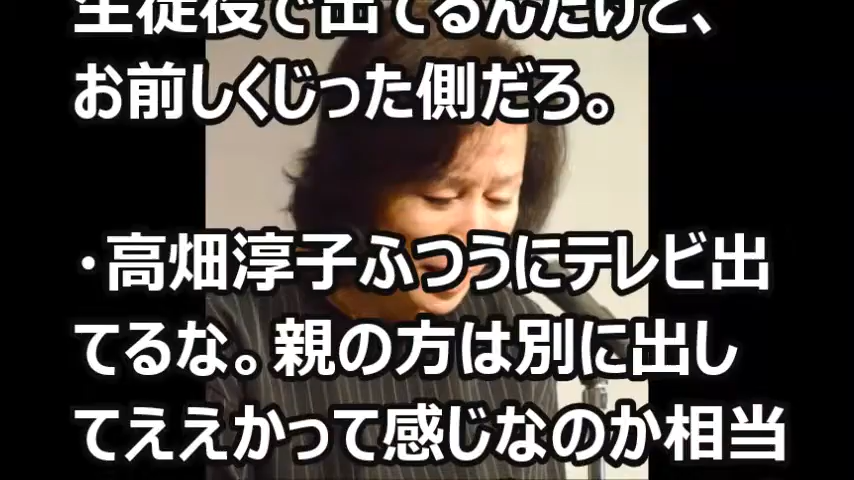 生徒役で出てるんだけど、
お前しくじった側だろ。
・高畑淳子ふつうにテレビ出
てるな。親の方は別に出し
てええかって感じなのか相当